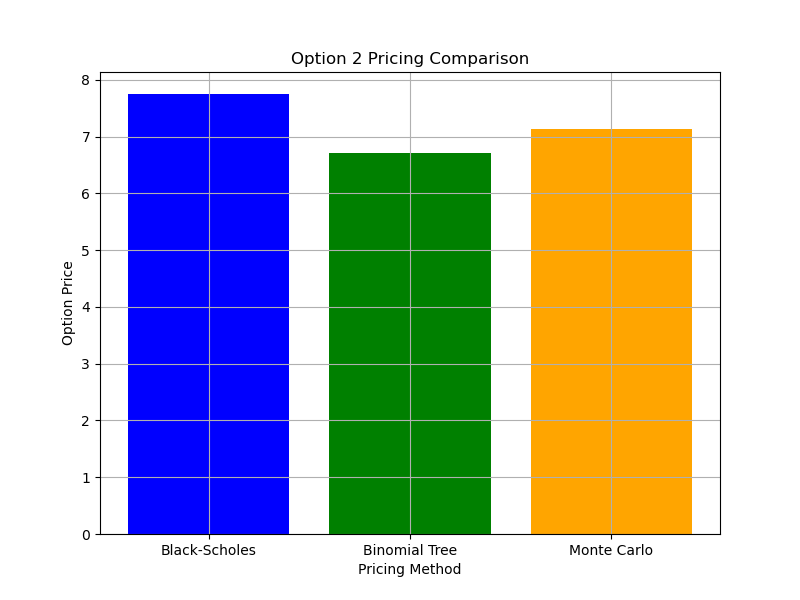 Option 2 Pricing Comparison
Option Price
8
7
6
5
4
3
2
1
0
Black-Scholes Binomial Tree Monte Carlo
Pricing Method